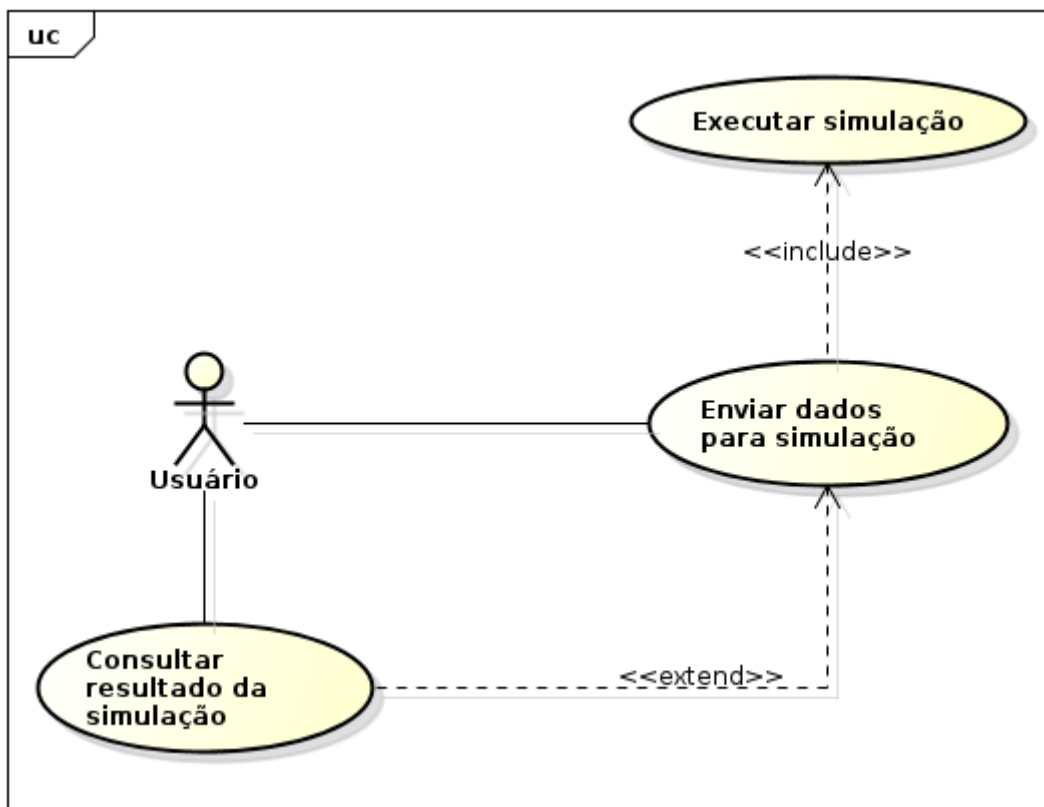 uc
Executar simulação
<<include>>
Enviar dados
para simulação
Usuário
Consultar
resultado da
simulação
<<extend>>